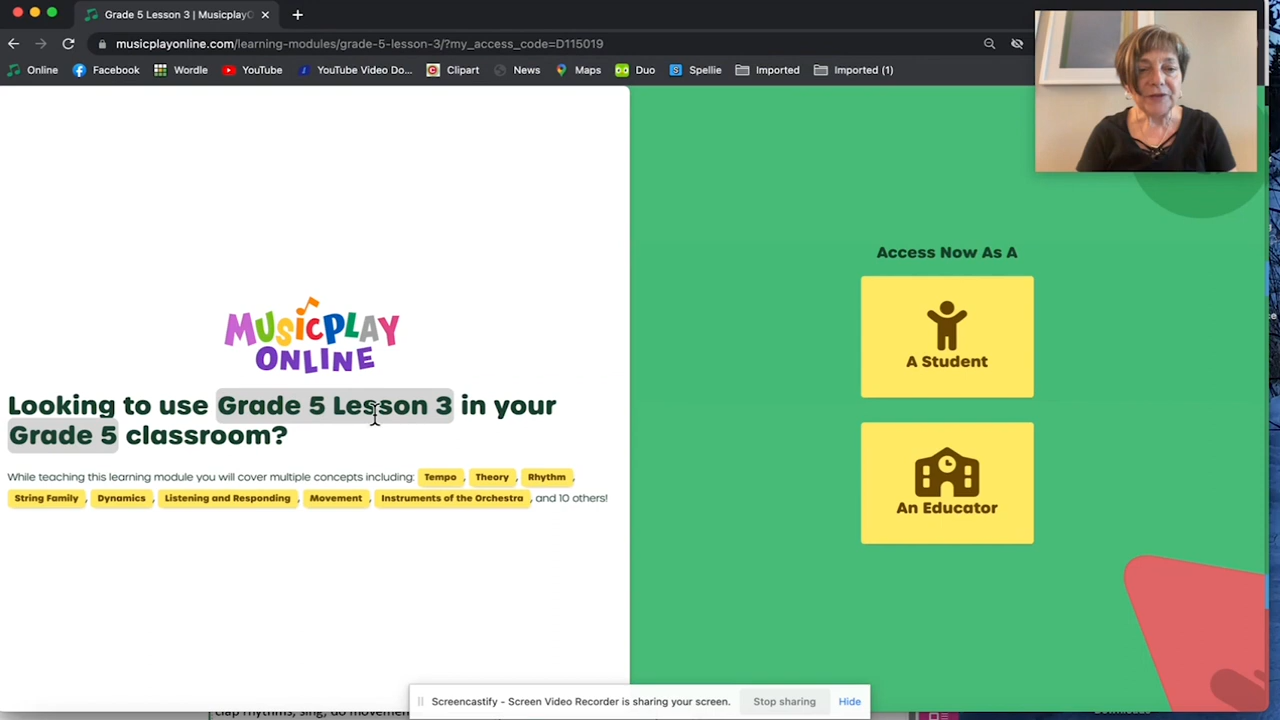 Grade 5 Lesson 3 | MusicplayO
musicplayonline.com/learning-modules/grade-5-lesson-3/?my_access_code=D115019
Online Facebook Wordle YouTube YouTube Video Do... Clipart News Maps Duo Spellie Imported Imported (1)
MUSICPLAY
ONLINE
Looking to use Grade 5 Lesson 3 in your
Grade 5 classroom?
While teaching this learning module you will cover multiple concepts including: Tempo, Theory, Rhythm,
String Family, Dynamics, Listening and Responding, Movement, Instruments of the Orchestra, and 10 others!
Access Now As A
A Student
An Educator
Screencastify - Screen Video Recorder is sharing your screen. Stop sharing Hide